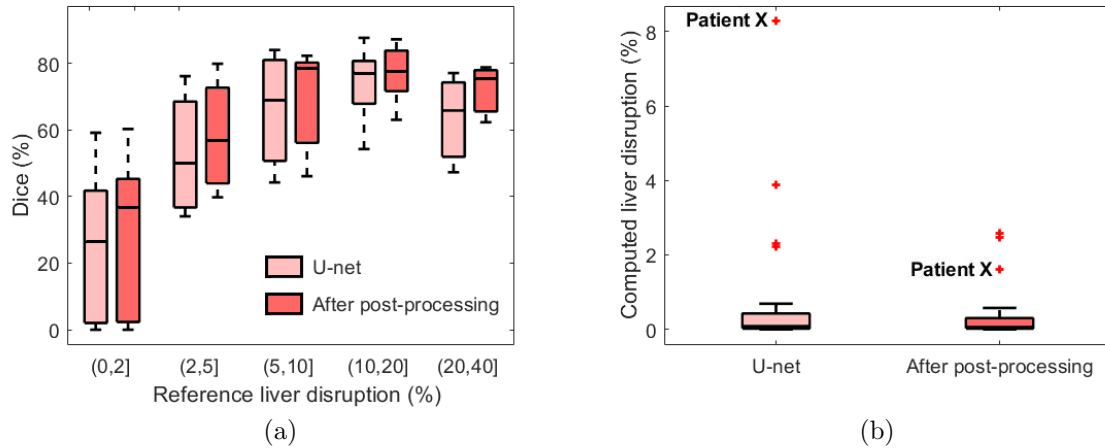 80
60
40
20
0
Dice (%)
U-net
After post-processing
(0,2] (2,5] (5,10] (10,20] (20,40]
Reference liver disruption (%)
(a)
8
6
4
2
0
Computed liver disruption (%)
Patient X
Patient X
U-net After post-processing
(b)